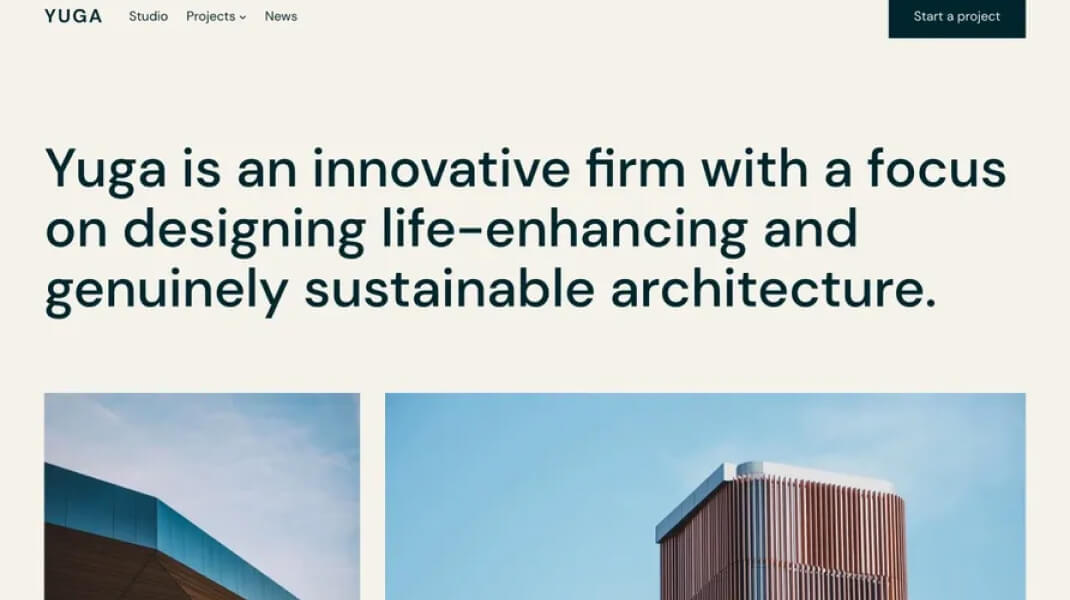 YUGA
Studio
Projects
News
Start a project
Yuga is an innovative firm with a focus
on designing life-enhancing and
genuinely sustainable architecture.